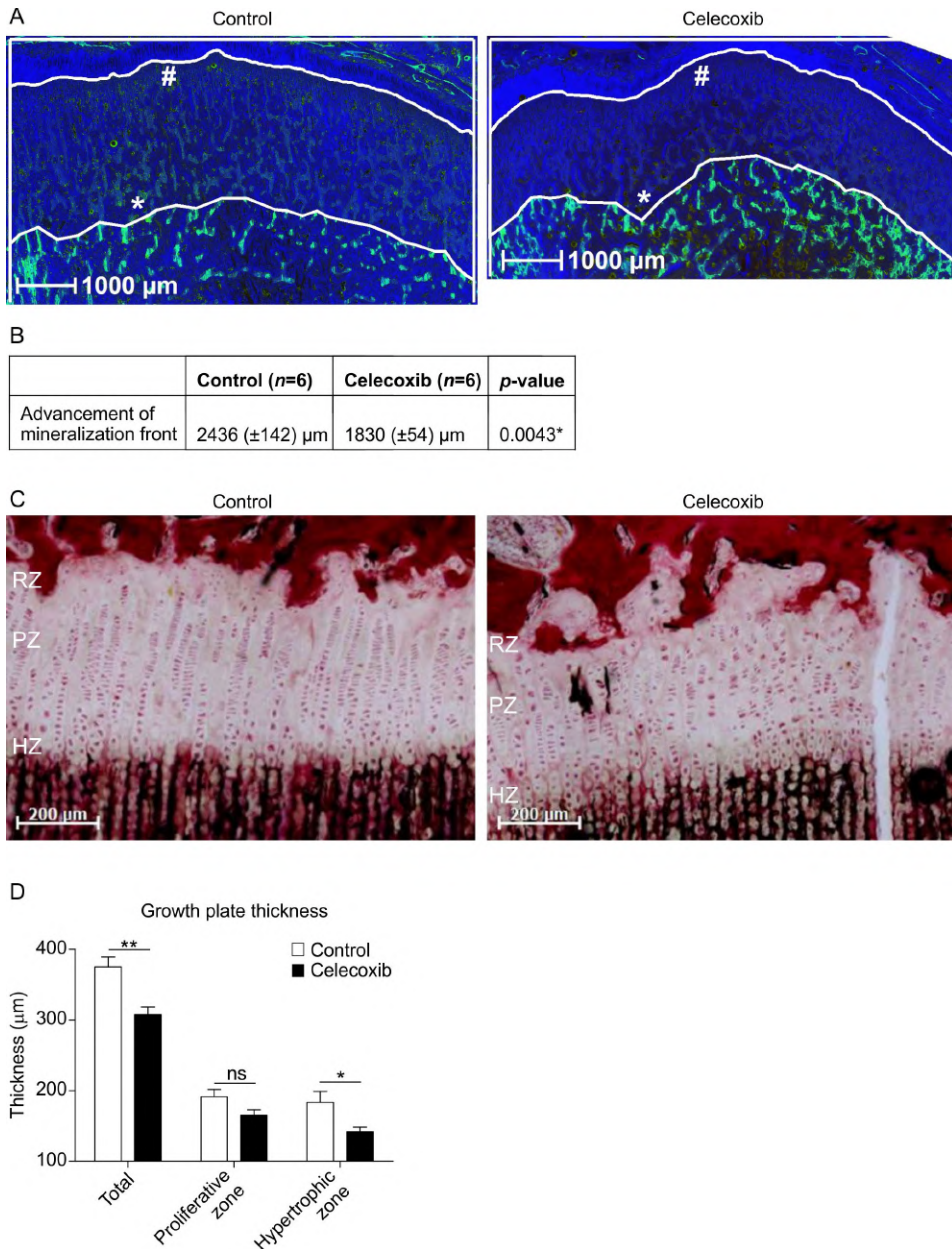 A
Control
Celecoxib
#
*
1000 µm
#
*
1000 µm
B
Control (n=6) Celecoxib (n=6) p-value
Advancement of
mineralization front 2436 (±142) µm 1830 (±54) µm 0.0043*
C
Control
Celecoxib
RZ
PZ
HZ
200 µm
RZ
PZ
HZ
200 µm
D
Growth plate thickness
Control
Celecoxib
Thickness (µm)
400
300
200
100
**
ns
*
Total
Proliferative
zone
Hypertrophic
zone